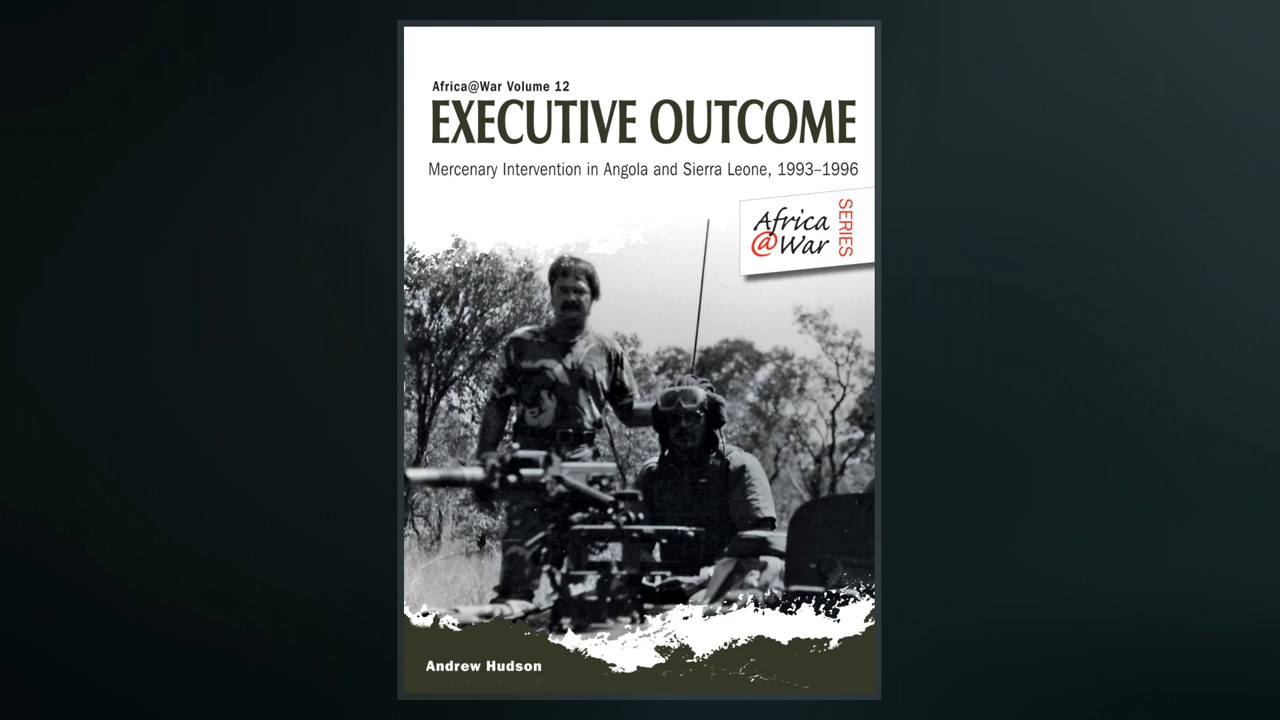 Africa@War Volume 12
EXECUTIVE OUTCOME
Mercenary Intervention in Angola and Sierra Leone, 1993–1996
Africa
@War
SERIES
Andrew Hudson